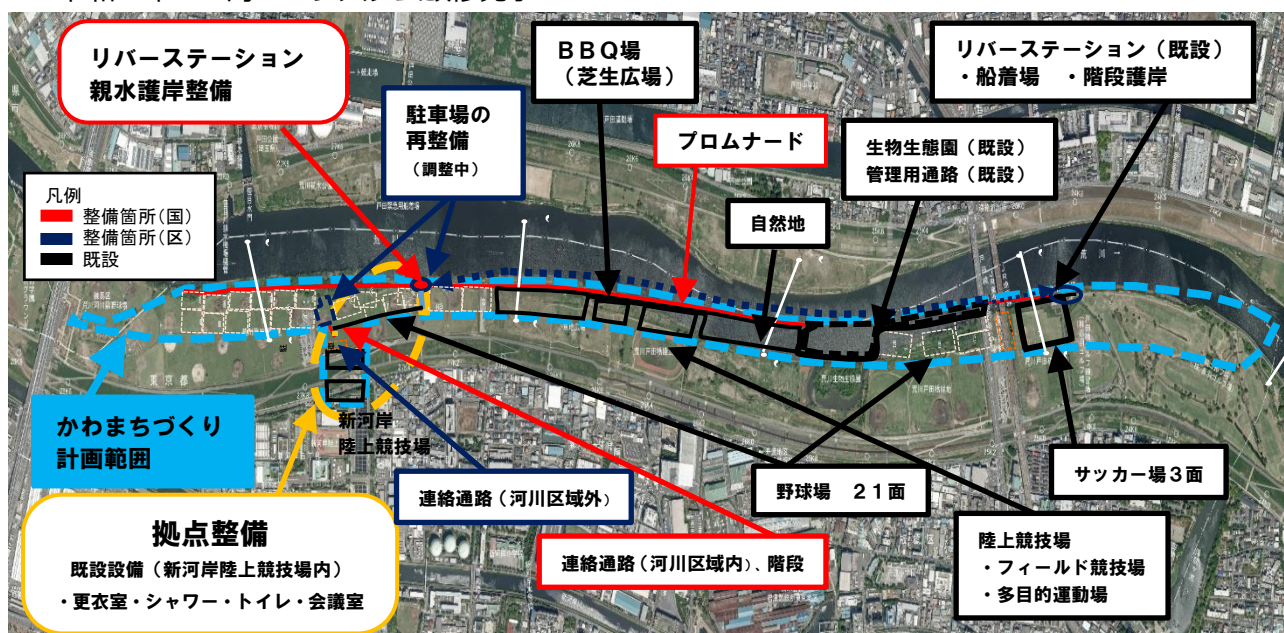 リバーステーション
親水護岸整備
駐車場の
再整備
（調整中）
ＢＢＱ場
（芝生広場）
プロムナード
リバーステーション（既設）
・船着場　・階段護岸
生物生態園（既設）
管理用通路（既設）
自然地
凡例
整備箇所（国）
整備箇所（区）
既設
東京都
かわまちづくり
計画範囲
新河岸
陸上競技場
連絡通路（河川区域外）
野球場　２１面
サッカー場３面
拠点整備
既設設備（新河岸陸上競技場内）
・更衣室・シャワー・トイレ・会議室
連絡通路（河川区域内）、階段
陸上競技場
・フィールド競技場
・多目的運動場